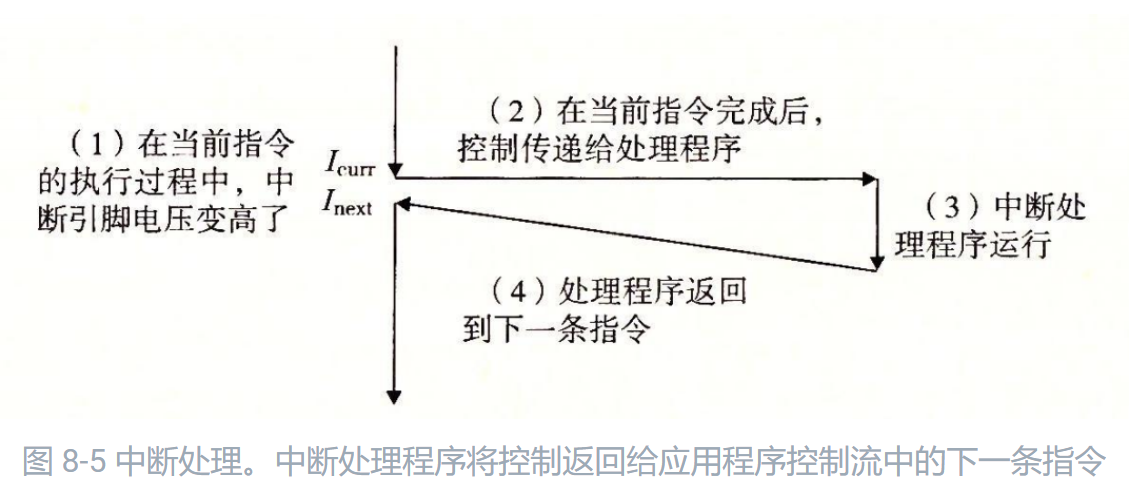 （1）在当前指令
的执行过程中，中
断引脚电压变高了
Icurr
Inext
（2）在当前指令完成后，
控制传递给处理程序
（3）中断处
理程序运行
（4）处理程序返回
到下一条指令
图 8-5 中断处理。中断处理程序将控制返回给应用程序控制流中的下一条指令